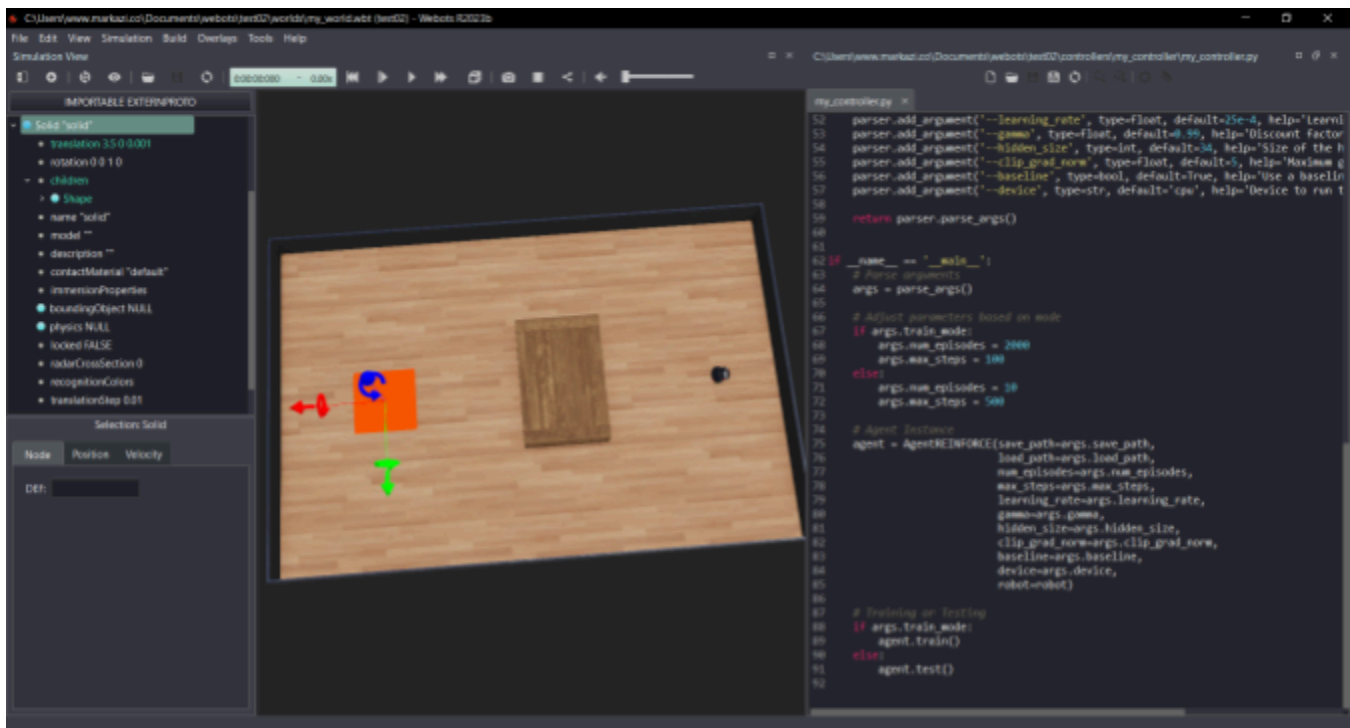 C:\Users\www.markazi.co\Documents\webots\test02\worlds\my_world.wbt (test02) - Webots R2023b
File Edit View Simulation Build Overlays Tools Help
Simulation View
0:00:00:000 - 0.00x
IMPORTABLE EXTERNPROTO
Solid "solid"
translation 3.5 0 0.001
rotation 0 0 1 0
children
Shape
name "solid"
model ""
description ""
contactMaterial "default"
immersionProperties
boundingObject NULL
physics NULL
locked FALSE
radarCrossSection 0
recognitionColors
translationStep 0.01
Selection: Solid
Node Position Velocity
DEF:
C:\Users\www.markazi.co\Documents\webots\test02\controllers\my_controller\my_controller.py
my_controller.py
52 parser.add_argument('--learning_rate', type=float, default=25e-4, help='Learni
53 parser.add_argument('--gamma', type=float, default=0.99, help='Discount factor
54 parser.add_argument('--hidden_size', type=int, default=34, help='Size of the h
55 parser.add_argument('--clip_grad_norm', type=float, default=5, help='Maximum g
56 parser.add_argument('--baseline', type=bool, default=True, help='Use a baselin
57 parser.add_argument('--device', type=str, default='cpu', help='Device to run t
58
59 return parser.parse_args()
60
61
62 if __name__ == '__main__':
63 # Parse arguments
64 args = parse_args()
65
66 # Adjust parameters based on mode
67 if args.train_mode:
68 args.num_episodes = 2000
69 args.max_steps = 100
70 else:
71 args.num_episodes = 10
72 args.max_steps = 500
73
74 # Agent Instance
75 agent = AgentREINFORCE(save_path=args.save_path,
76 load_path=args.load_path,
77 num_episodes=args.num_episodes,
78 max_steps=args.max_steps,
79 learning_rate=args.learning_rate,
80 gamma=args.gamma,
81 hidden_size=args.hidden_size,
82 clip_grad_norm=args.clip_grad_norm,
83 baseline=args.baseline,
84 device=args.device,
85 robot=robot)
86
87 # Training or Testing
88 if args.train_mode:
89 agent.train()
90 else:
91 agent.test()
92